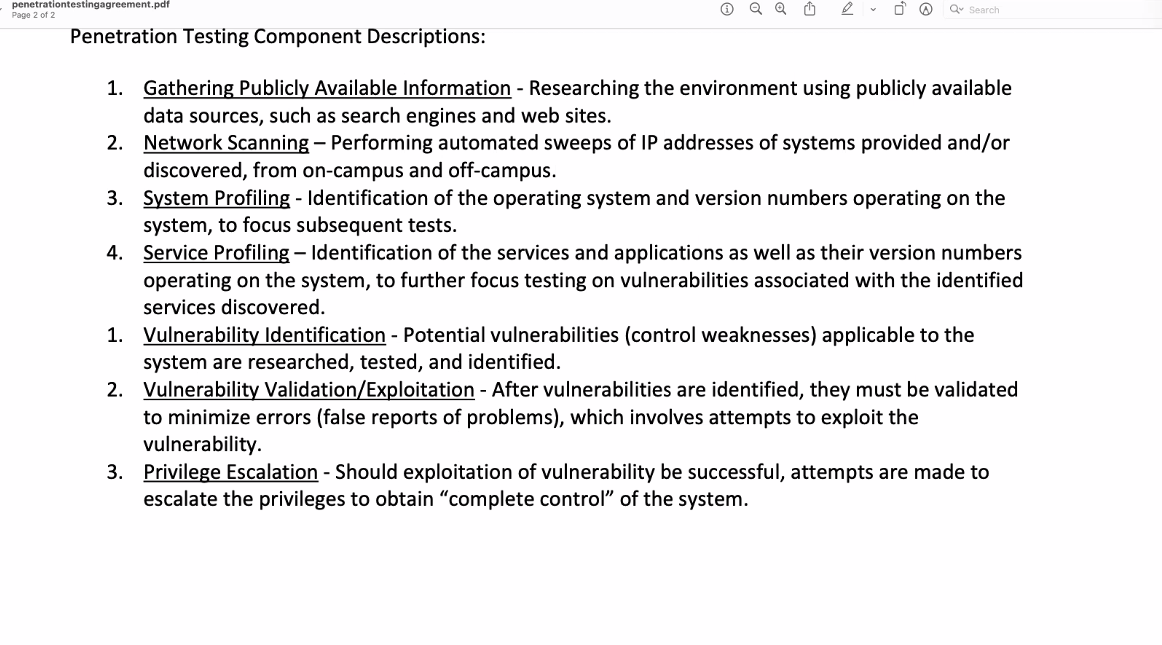 penetrationtestingagreement.pdf
Page 2 of 2
Search
Penetration Testing Component Descriptions:
1. Gathering Publicly Available Information - Researching the environment using publicly available
data sources, such as search engines and web sites.
2. Network Scanning – Performing automated sweeps of IP addresses of systems provided and/or
discovered, from on-campus and off-campus.
3. System Profiling - Identification of the operating system and version numbers operating on the
system, to focus subsequent tests.
4. Service Profiling – Identification of the services and applications as well as their version numbers
operating on the system, to further focus testing on vulnerabilities associated with the identified
services discovered.
1. Vulnerability Identification - Potential vulnerabilities (control weaknesses) applicable to the
system are researched, tested, and identified.
2. Vulnerability Validation/Exploitation - After vulnerabilities are identified, they must be validated
to minimize errors (false reports of problems), which involves attempts to exploit the
vulnerability.
3. Privilege Escalation - Should exploitation of vulnerability be successful, attempts are made to
escalate the privileges to obtain “complete control” of the system.